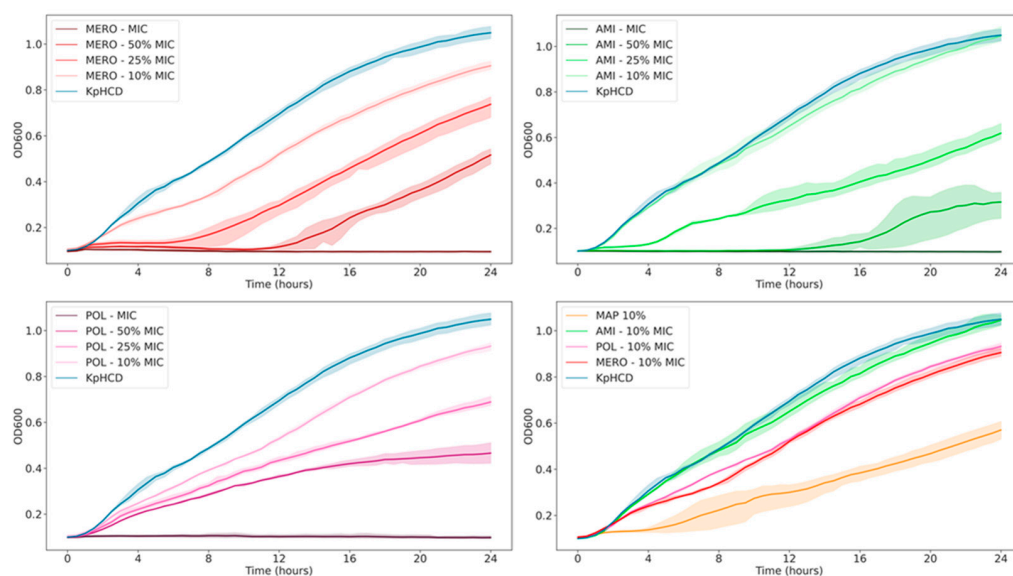 MERO - MIC
MERO - 50% MIC
MERO - 25% MIC
MERO - 10% MIC
KpHCD
OD600
1.0
0.8
0.6
0.4
0.2
0 4 8 12 16 20 24
Time (hours)
AMI - MIC
AMI - 50% MIC
AMI - 25% MIC
AMI - 10% MIC
KpHCD
OD600
1.0
0.8
0.6
0.4
0.2
0 4 8 12 16 20 24
Time (hours)
POL - MIC
POL - 50% MIC
POL - 25% MIC
POL - 10% MIC
KpHCD
OD600
1.0
0.8
0.6
0.4
0.2
0 4 8 12 16 20 24
Time (hours)
MAP 10%
AMI - 10% MIC
POL - 10% MIC
MERO - 10% MIC
KpHCD
OD600
1.0
0.8
0.6
0.4
0.2
0 4 8 12 16 20 24
Time (hours)